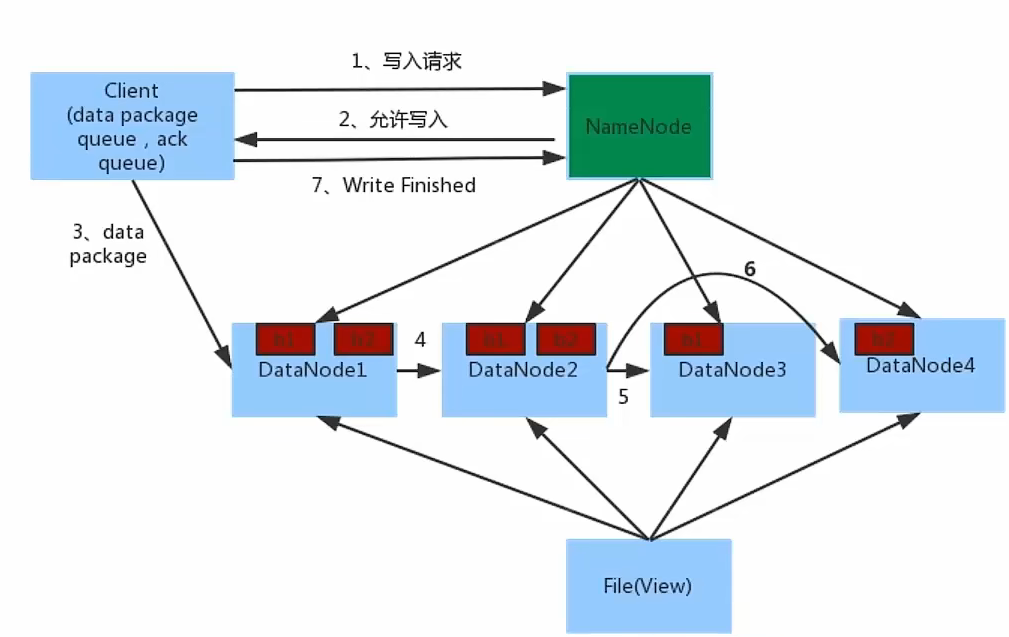 1、写入请求
Client
(data package
queue，ack
queue)
NameNode
2、允许写入
7、Write Finished
3、data
package
6
b1
b2
4
b1
b2
b1
b2
DataNode1
DataNode2
DataNode3
DataNode4
5
File(View)